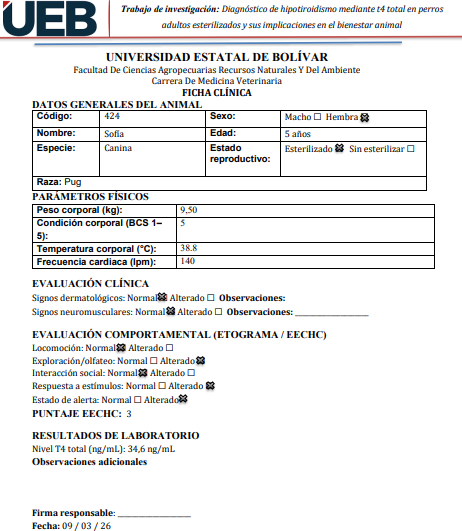 UEB
Trabajo de investigación: Diagnóstico de hipotiroidismo mediante t4 total en perros
adultos esterilizados y sus implicaciones en el bienestar animal
UNIVERSIDAD ESTATAL DE BOLÍVAR
Facultad De Ciencias Agropecuarias Recursos Naturales Y Del Ambiente
Carrera De Medicina Veterinaria
FICHA CLÍNICA
DATOS GENERALES DEL ANIMAL
Código: 424 Sexo: Macho ☐ Hembra ☒
Nombre: Sofía Edad: 5 años
Especie: Canina Estado reproductivo: Esterilizado ☒ Sin esterilizar ☐
Raza: Pug
PARÁMETROS FÍSICOS
Peso corporal (kg): 9,50
Condición corporal (BCS 1–5): 5
Temperatura corporal (°C): 38.8
Frecuencia cardiaca (lpm): 140
EVALUACIÓN CLÍNICA
Signos dermatológicos: Normal☒ Alterado ☐ Observaciones:
Signos neuromusculares: Normal☒ Alterado ☐ Observaciones: ________________
EVALUACIÓN COMPORTAMENTAL (ETOGRAMA / EECHC)
Locomoción: Normal☒ Alterado ☐
Exploración/olfateo: Normal ☐ Alterado☒
Interacción social: Normal☒ Alterado ☐
Respuesta a estímulos: Normal ☐ Alterado ☒
Estado de alerta: Normal ☐ Alterado☒
PUNTAJE EECHC: 3
RESULTADOS DE LABORATORIO
Nivel T4 total (ng/mL): 34,6 ng/mL
Observaciones adicionales
Firma responsable: ________________
Fecha: 09 / 03 / 26